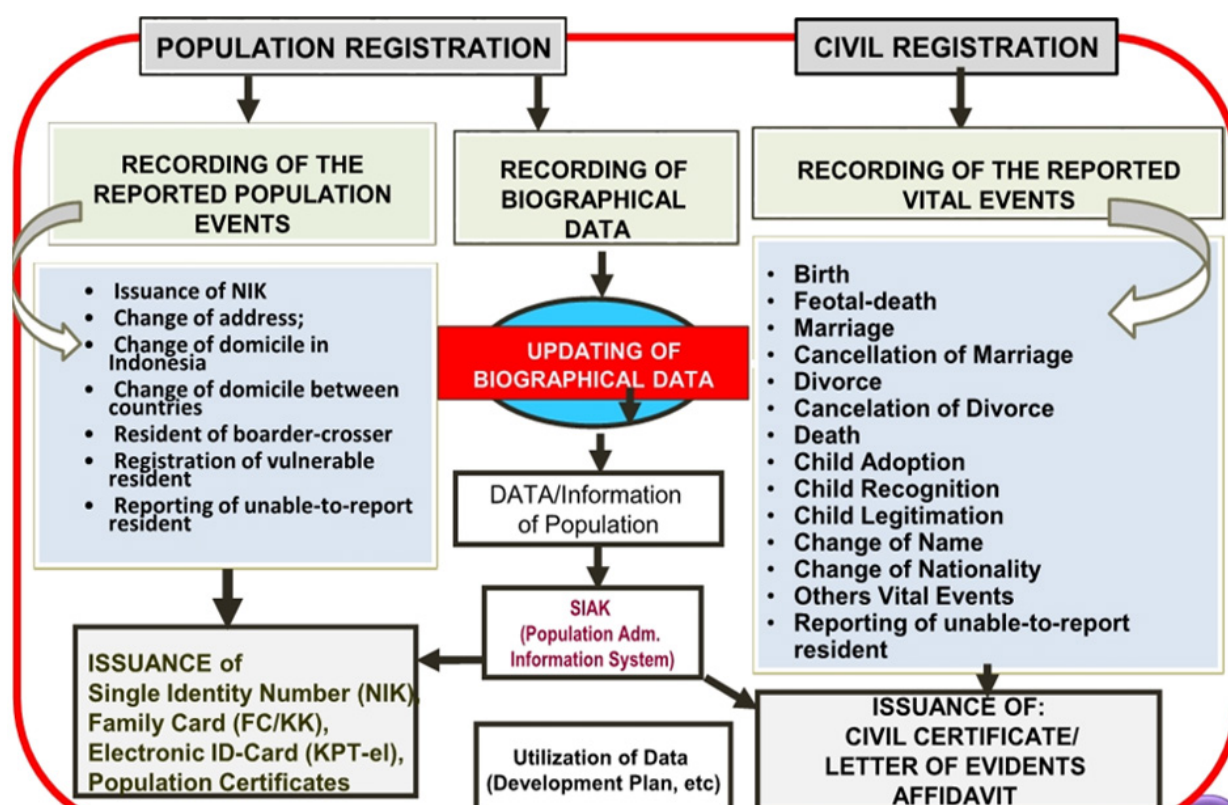 POPULATION REGISTRATION
CIVIL REGISTRATION
RECORDING OF THE
REPORTED POPULATION
EVENTS
RECORDING OF
BIOGRAPHICAL
DATA
RECORDING OF THE REPORTED
VITAL EVENTS
• Issuance of NIK
• Change of address;
• Change of domicile in
Indonesia
• Change of domicile between
countries
• Resident of boarder-crosser
• Registration of vulnerable
resident
• Reporting of unable-to-report
resident
UPDATING OF
BIOGRAPHICAL DATA
DATA/Information
of Population
SIAK
(Population Adm.
Information System)
• Birth
• Feotal-death
• Marriage
• Cancellation of Marriage
• Divorce
• Cancelation of Divorce
• Death
• Child Adoption
• Child Recognition
• Child Legitimation
• Change of Name
• Change of Nationality
• Others Vital Events
• Reporting of unable-to-report
resident
ISSUANCE of
Single Identity Number (NIK),
Family Card (FC/KK),
Electronic ID-Card (KPT-el),
Population Certificates
Utilization of Data
(Development Plan, etc)
ISSUANCE OF:
CIVIL CERTIFICATE/
LETTER OF EVIDENTS
AFFIDAVIT